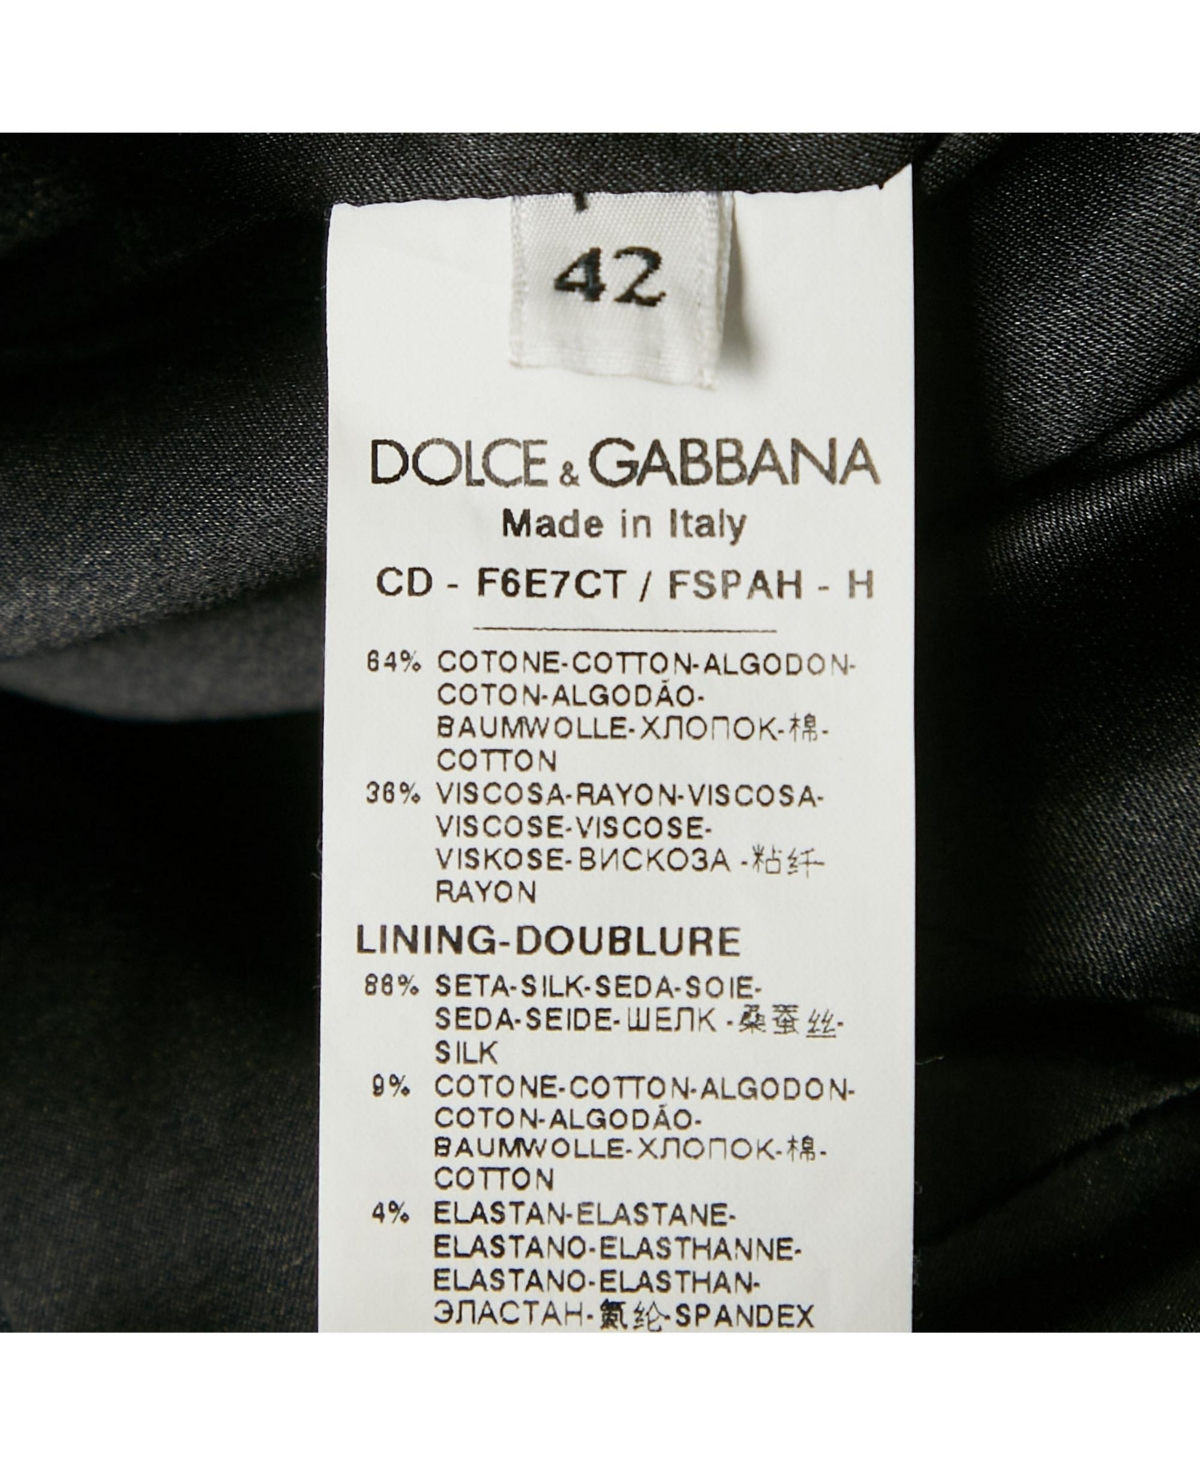 42
DOLCE & GABBANA
Made in Italy
CD - F6E7CT / FSPAH - H
64% COTONE-COTTON-ALGODON-
COTON-ALGODÃO-
BAUMWOLLE-ХЛОПОК-棉-
COTTON
36% VISCOSA-RAYON-VISCOSA-
VISCOSE-VISCOSE-
VISKOSE-ВИСКОЗА -粘纤-
RAYON
LINING-DOUBLURE
SETA-SILK-SEDA-SOIE-
SEDA-SEIDE-ШЕЛК -桑蚕丝-
SILK
9% COTONE-COTTON-ALGODON-
COTON-ALGODÃO-
BAUMWOLLE-ХЛОПОК-棉-
COTTON
4% ELASTAN-ELASTANE-
ELASTANO-ELASTHANNE-
ELASTANO-ELASTHAN-
ЭЛАСТАН-氨纶-SPANDEX